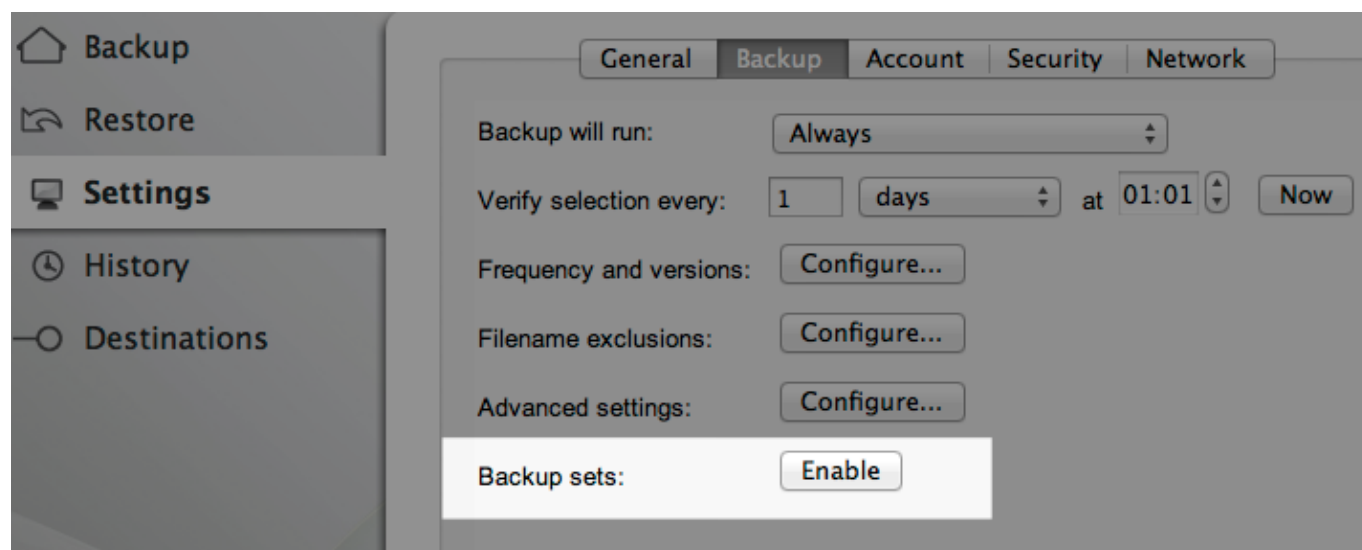 Backup
Restore
Settings
History
Destinations
General Backup Account Security Network
Backup will run: Always
Verify selection every: 1 days at 01:01 Now
Frequency and versions: Configure...
Filename exclusions: Configure...
Advanced settings: Configure...
Backup sets: Enable